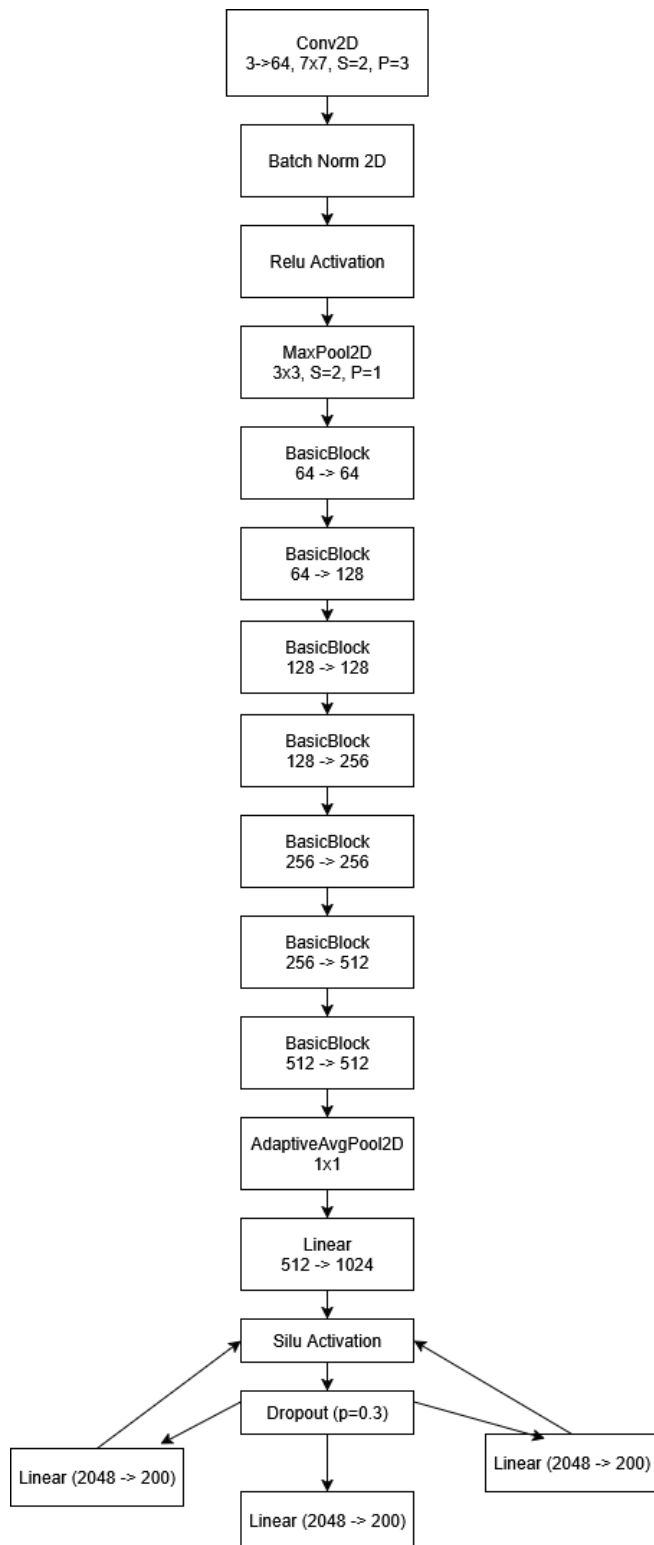 Conv2D
3->64, 7x7, S=2, P=3
Batch Norm 2D
Relu Activation
MaxPool2D
3x3, S=2, P=1
BasicBlock
64 -> 64
BasicBlock
64 -> 128
BasicBlock
128 -> 128
BasicBlock
128 -> 256
BasicBlock
256 -> 256
BasicBlock
256 -> 512
BasicBlock
512 -> 512
AdaptiveAvgPool2D
1x1
Linear
512 -> 1024
Silu Activation
Dropout (p=0.3)
Linear (2048 -> 200)
Linear (2048 -> 200)
Linear (2048 -> 200)